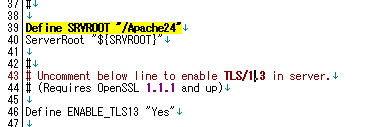 37 #↓
38
39 Define SRVROOT "/Apache24"↓
40 ServerRoot "${SRVROOT}"↓
41 ↓
42 #↓
43 # Uncomment below line to enable TLS/1.3 in server.↓
44 # (Requires OpenSSL 1.1.1 and up)↓
45 #↓
46 Define ENABLE_TLS13 "Yes"↓
47 ↓